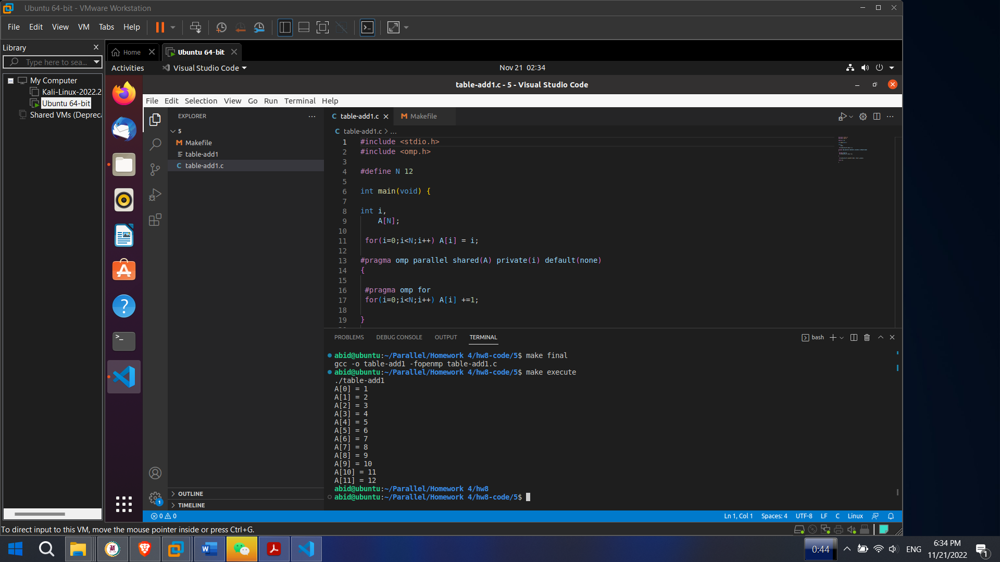 Ubuntu 64-bit - VMware Workstation
File Edit View VM Tabs Help
Library
Type here to sea...
My Computer
Kali-Linux-2022.2
Ubuntu 64-bit
Shared VMs (Depreca
Home
Ubuntu 64-bit
Activities
Visual Studio Code
Nov 21 02:34
table-add1.c - 5 - Visual Studio Code
File Edit Selection View Go Run Terminal Help
EXPLORER
5
Makefile
table-add1
table-add1.c
OUTLINE
TIMELINE
table-add1.c
Makefile
table-add1.c > ...
1 #include <stdio.h>
2 #include <omp.h>
3
4 #define N 12
5
6 int main(void) {
7
8 int i,
9 A[N];
10
11 for(i=0;i<N;i++) A[i] = i;
12
13 #pragma omp parallel shared(A) private(i) default(none)
14 {
15
16 #pragma omp for
17 for(i=0;i<N;i++) A[i] +=1;
18
19 }
PROBLEMS DEBUG CONSOLE OUTPUT TERMINAL
bash
abid@ubuntu:~/Parallel/Homework 4/hw8-code/5$ make final
gcc -o table-add1 -fopenmp table-add1.c
abid@ubuntu:~/Parallel/Homework 4/hw8-code/5$ make execute
./table-add1
A[0] = 1
A[1] = 2
A[2] = 3
A[3] = 4
A[4] = 5
A[5] = 6
A[6] = 7
A[7] = 8
A[8] = 9
A[9] = 10
A[10] = 11
A[11] = 12
abid@ubuntu:~/Parallel/Homework 4/hw8
abid@ubuntu:~/Parallel/Homework 4/hw8-code/5$
1
0 0
Ln 1, Col 1 Spaces: 4 UTF-8 LF C Linux
To direct input to this VM, move the mouse pointer inside or press Ctrl+G.
0:44
ENG
6:34 PM
11/21/2022
1